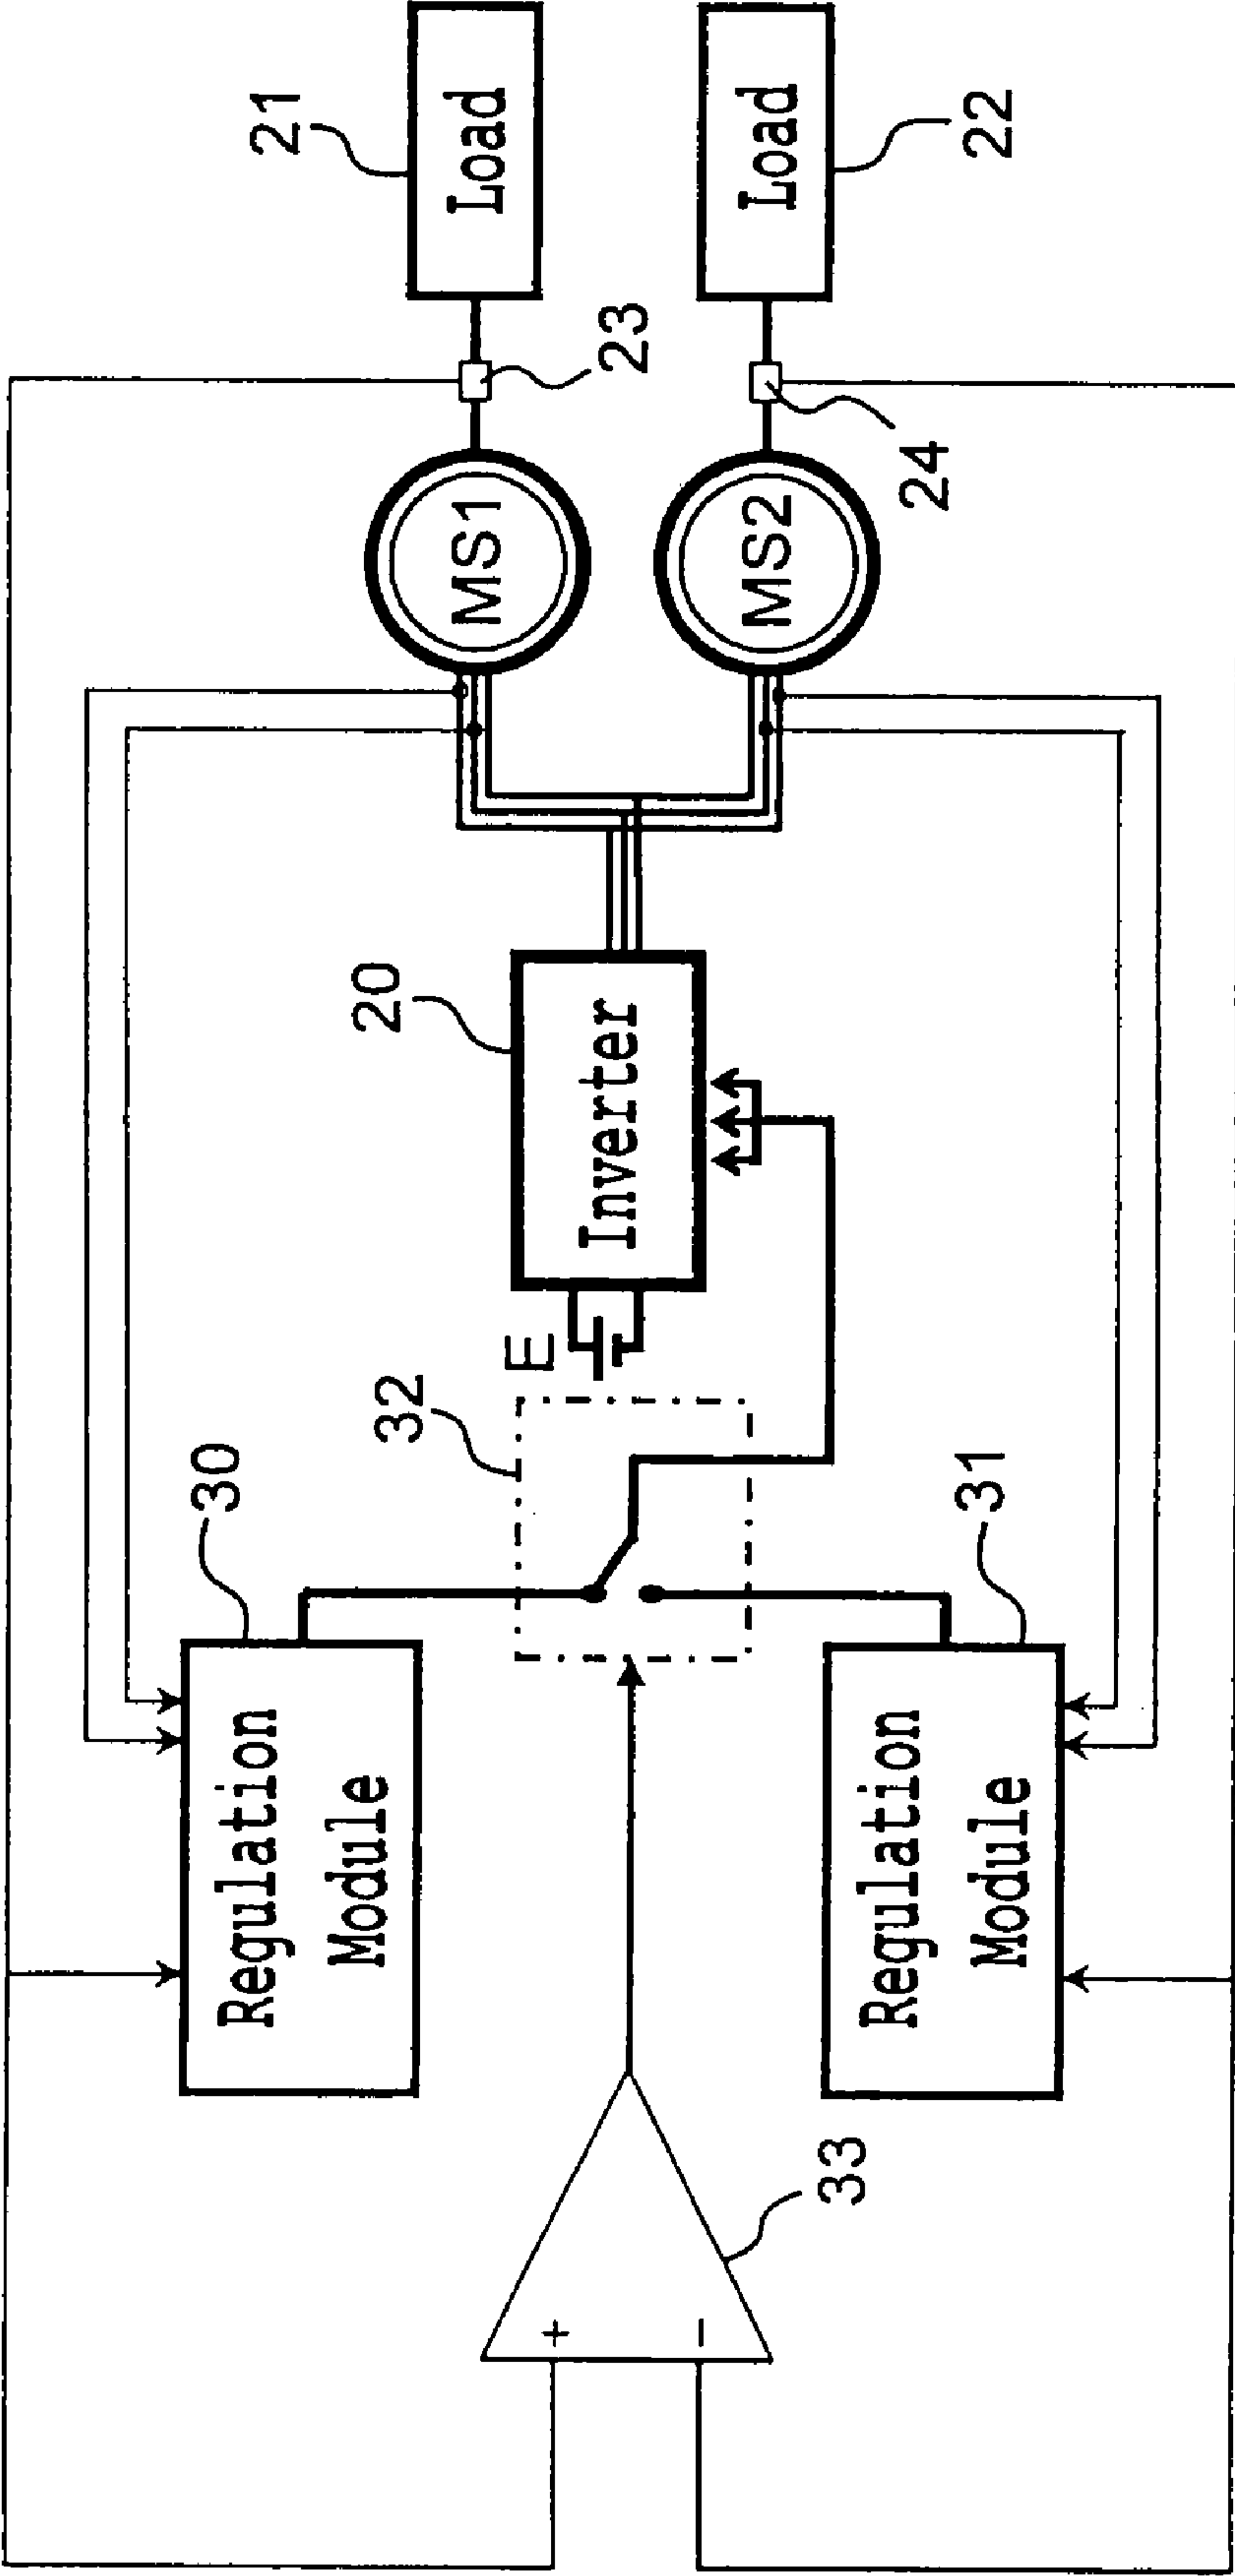 21
Load
23
MS1
22
Load
24
MS2
20
Inverter
E
32
30
Regulation
Module
31
Regulation
Module
33
+
−